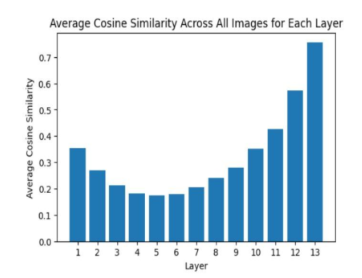 Average Cosine Similarity Across All Images for Each Layer
Average Cosine Similarity
0.7
0.6
0.5
0.4
0.3
0.2
0.1
0.0
1 2 3 4 5 6 7 8 9 10 11 12 13
Layer